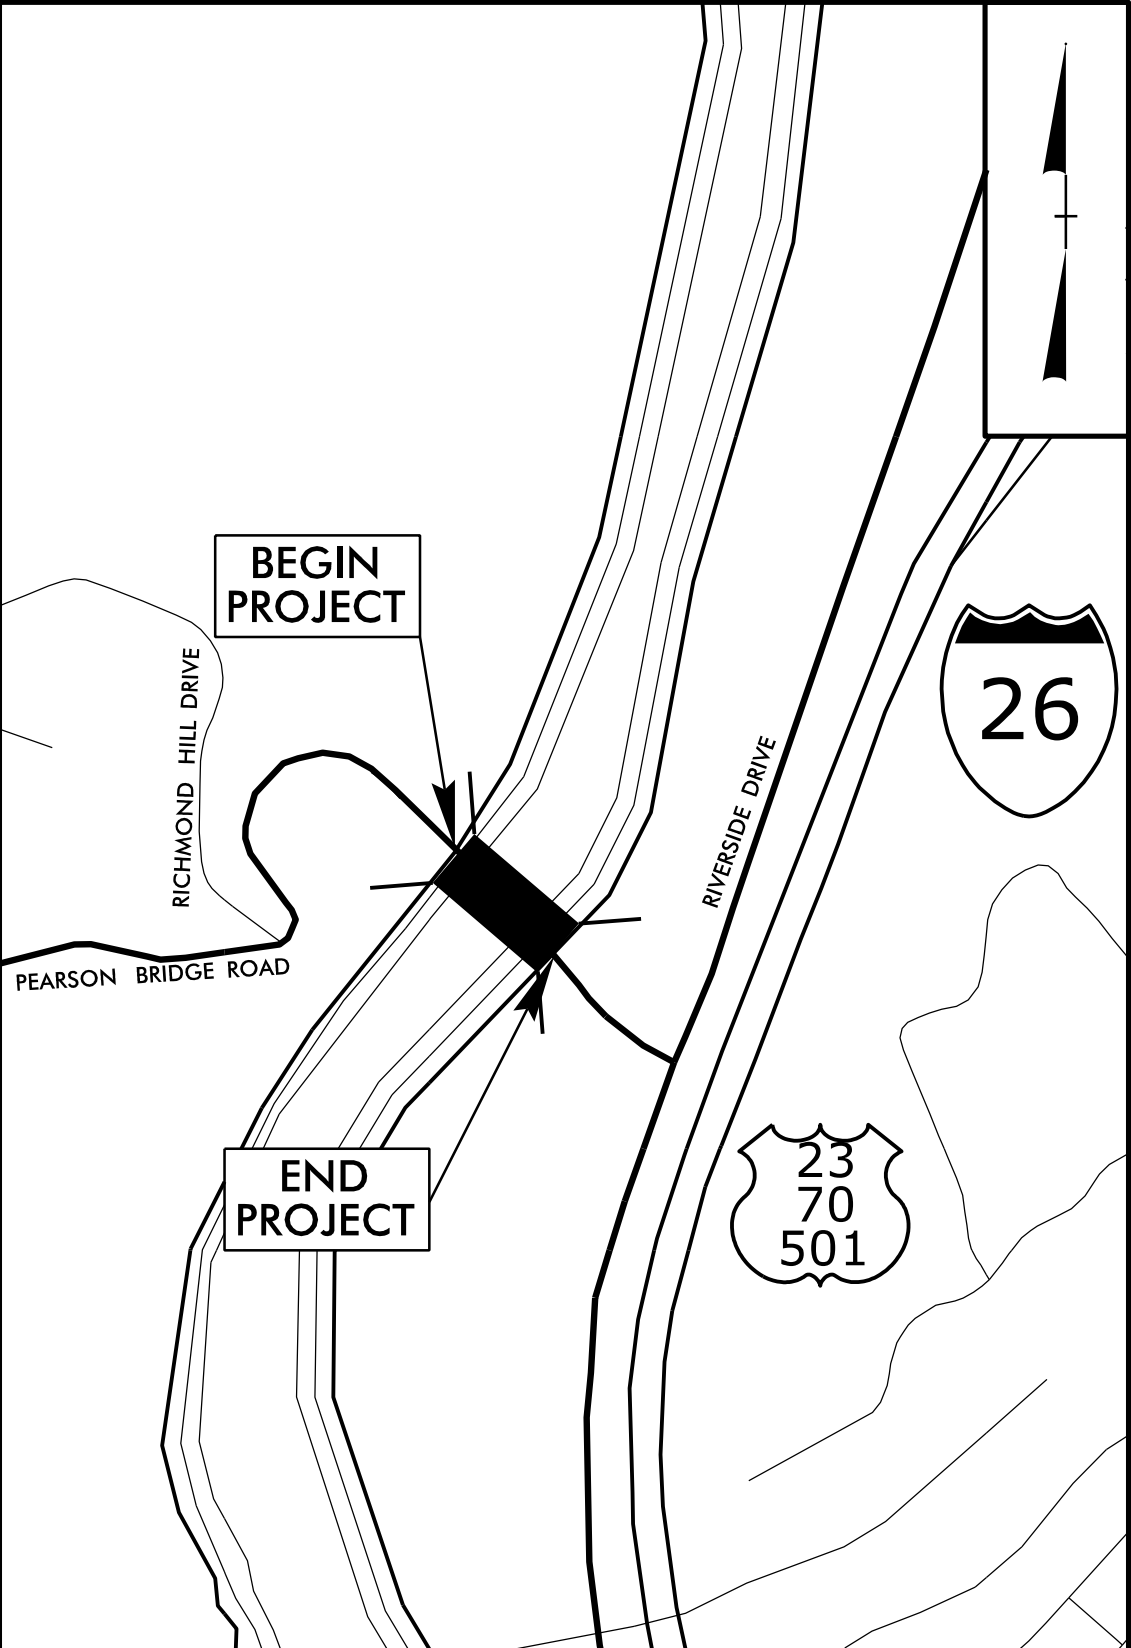 BEGIN
PROJECT
RICHMOND HILL DRIVE
26
RIVERSIDE DRIVE
PEARSON BRIDGE ROAD
END
PROJECT
23
70
501